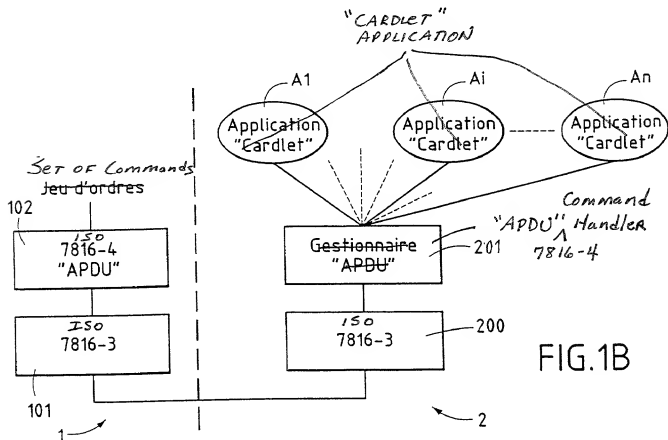 "CARDLET"
APPLICATION
A1
Ai
An
Application
"Cardlet"
Application
"Cardlet"
Application
"Cardlet"
SET OF Commands
Jeu d'ordres
102
ISO
7816-4
"APDU"
Gestionnaire
"APDU"
201
Command
"APDU" ^ Handler
7816-4
ISO
7816-3
101
ISO
7816-3
200
FIG.1B
1
2